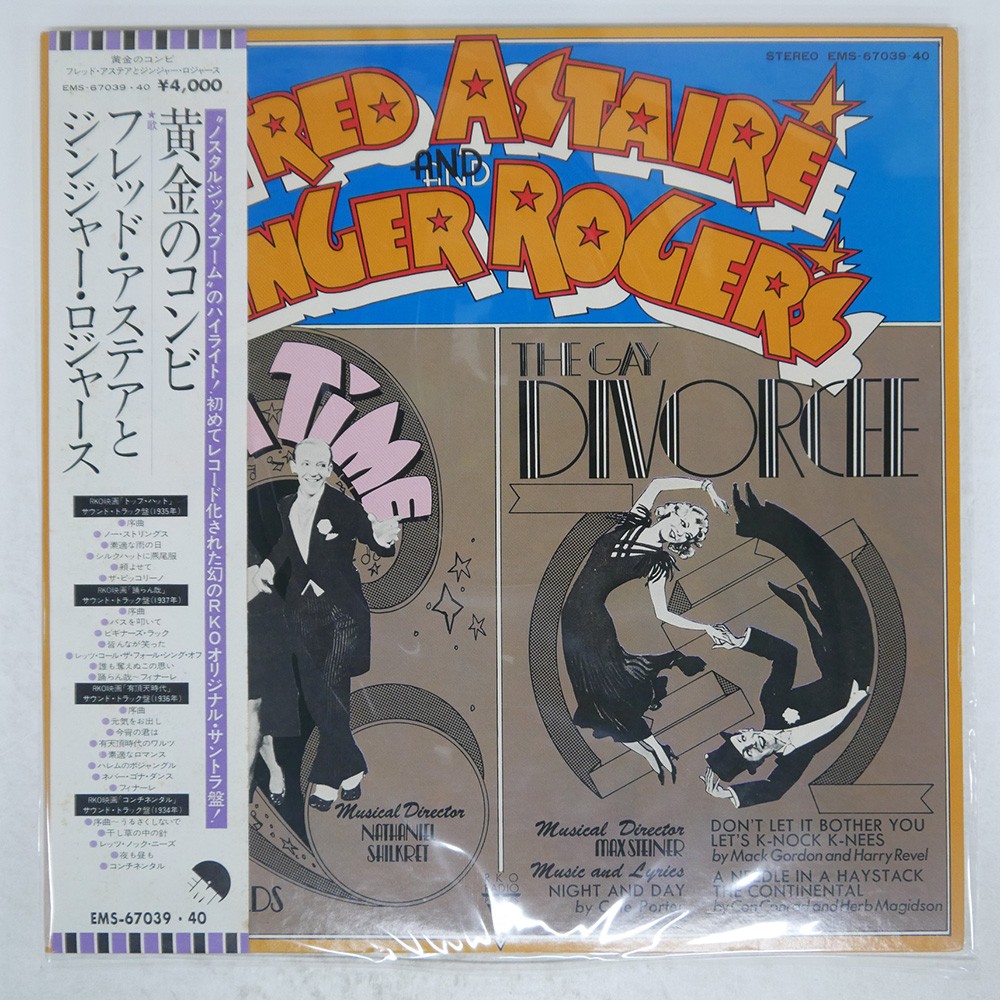 黄金のコンビ
フレッド・アステアとジンジャー・ロジャース
EMS-67039・40 ¥4,000
黄金のコンビ
★歌
フレッド・アステアと
ジンジャー・ロジャース
"ノスタルジック・ブーム"のハイライト!初めてレコード化された幻のRKOオリジナル・サントラ盤!
RKO映画「トップ・ハット」
サウンド・トラック盤(1935年)
●序曲
●ノー・ストリングス
●素適な雨の日
●シルクハットに燕尾服
●頬よせて
●ザ・ピッコリーノ
RKO映画「踊らん哉」
サウンド・トラック盤(1937年)
●序曲
●バスを叩いて
●ビギナーズ・ラック
●皆んなが笑った
●レッツ・コール・ザ・フォール・シング・オフ
●誰も奪えぬこの思い
●踊らん哉~フィナーレ
RKO映画「有頂天時代」
サウンド・トラック盤(1936年)
●序曲
●元気をお出し
●今宵の君は
●有天頂時代のワルツ
●素適なロマンス
●ハレムのボジャングル
●ネバー・ゴナ・ダンス
●フィナーレ
RKO映画「コンチネンタル」
サウンド・トラック盤(1934年)
●序曲~うるさくしないで
●干し草の中の針
●レッツ・ノック・ニーズ
●夜も昼も
●コンチネンタル
EMS-67039・40
STEREO EMS-67039・40
RED ASTAIRE
AND
NGER ROGERS
TIME
Musical Director
NATHANIEL
SHILKRET
DS
THE GAY
DIVORCEE
Musical Director
MAX STEINER
Music and Lyrics
NIGHT AND DAY
by Cole Porter
DON'T LET IT BOTHER YOU
LET'S K-NOCK K-NEES
by Mack Gordon and Harry Revel
A NEEDLE IN A HAYSTACK
THE CONTINENTAL
by Con Conrad and Herb Magidson
RKO
RADIO